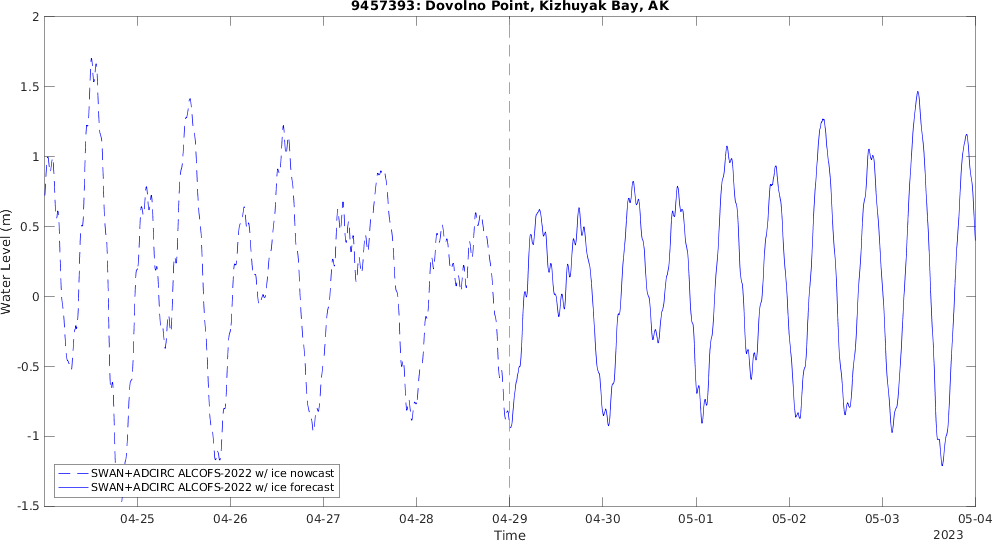 9457393: Dovolno Point, Kizhuyak Bay, AK
2
1.5
1
0.5
0
-0.5
-1
-1.5
Water Level (m)
SWAN+ADCIRC ALCOFS-2022 w/ ice nowcast
SWAN+ADCIRC ALCOFS-2022 w/ ice forecast
04-25 04-26 04-27 04-28 04-29 04-30 05-01 05-02 05-03 05-04
Time
2023